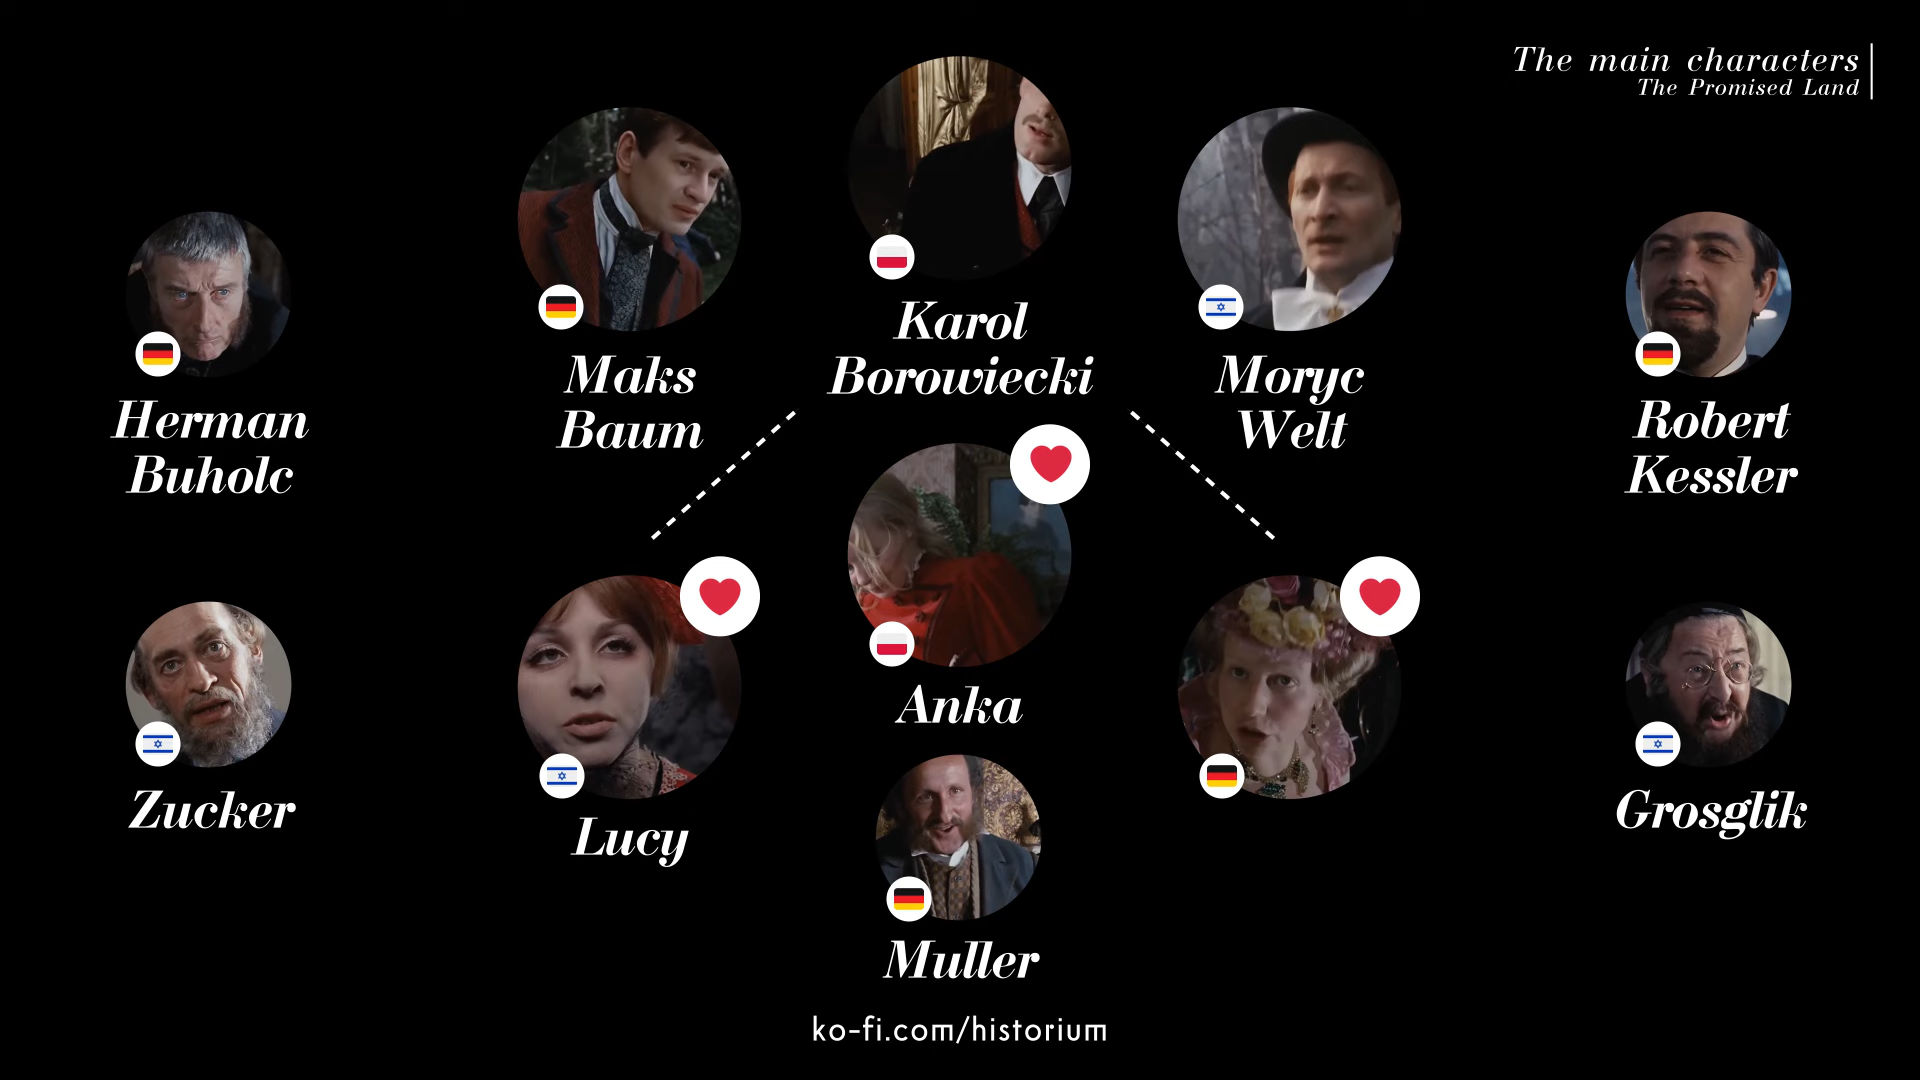 The main characters
The Promised Land
Karol
Borowiecki
Maks
Baum
Moryc
Welt
Herman
Buholc
Robert
Kessler
Anka
Zucker
Lucy
Grosglik
Muller
ko-fi.com/historium